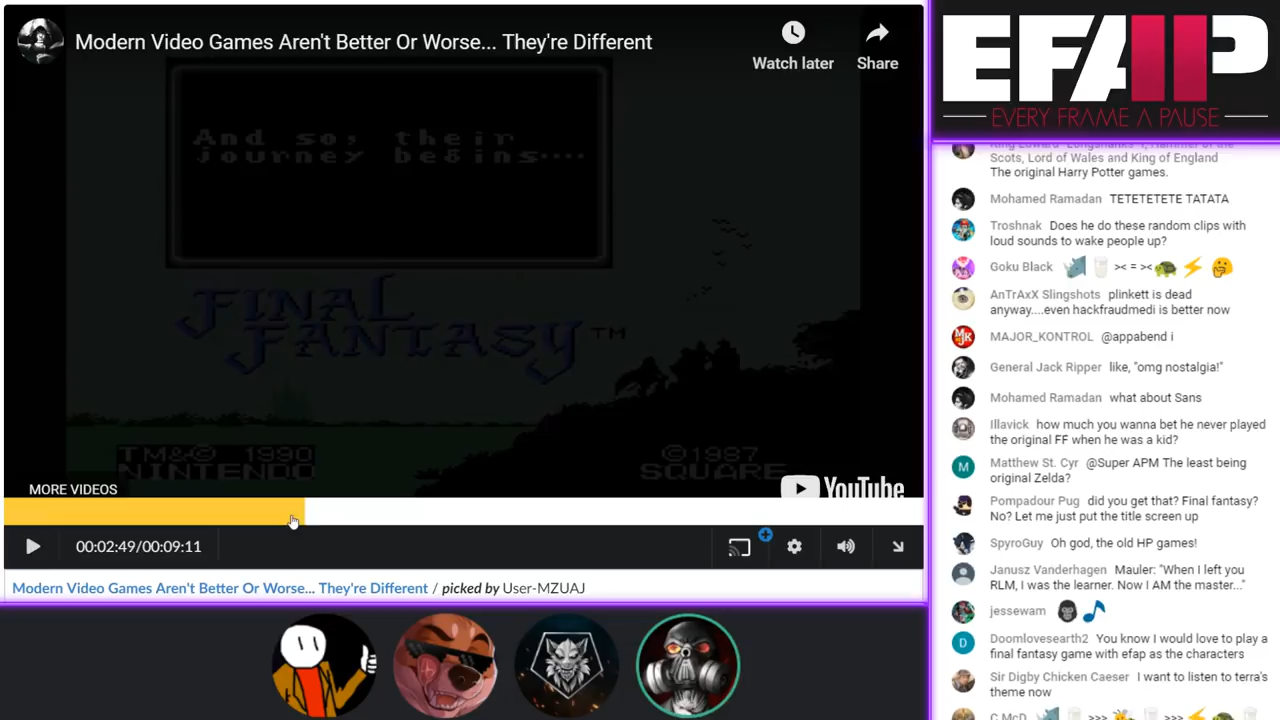 Modern Video Games Aren't Better Or Worse... They're Different
Watch later
Share
And so, their
journey begins....
FINAL
FANTASY™
TM&© 1990
NINTENDO
©1987
SQUARE
MORE VIDEOS
YouTube
00:02:49/00:09:11
Modern Video Games Aren't Better Or Worse... They're Different / picked by User-MZUAJ
EFAP
EVERY FRAME A PAUSE
Scots, Lord of Wales and King of England
The original Harry Potter games.
Mohamed Ramadan TETETETETE TATATA
Troshnak Does he do these random clips with
loud sounds to wake people up?
Goku Black >< = ><
AnTrAxX Slingshots plinkett is dead
anyway....even hackfraudmedi is better now
MJK
MAJOR_KONTROL @appabend i
General Jack Ripper like, "omg nostalgia!"
Mohamed Ramadan what about Sans
Illavick how much you wanna bet he never played
the original FF when he was a kid?
M
Matthew St. Cyr @Super APM The least being
original Zelda?
Pompadour Pug did you get that? Final fantasy?
No? Let me just put the title screen up
SpyroGuy Oh god, the old HP games!
Janusz Vanderhagen Mauler: "When I left you
RLM, I was the learner. Now I AM the master..."
jessewam
D
Doomlovesearth2 You know I would love to play a
final fantasy game with efap as the characters
Sir Digby Chicken Caeser I want to listen to terra's
theme now
C McD >>> >>>